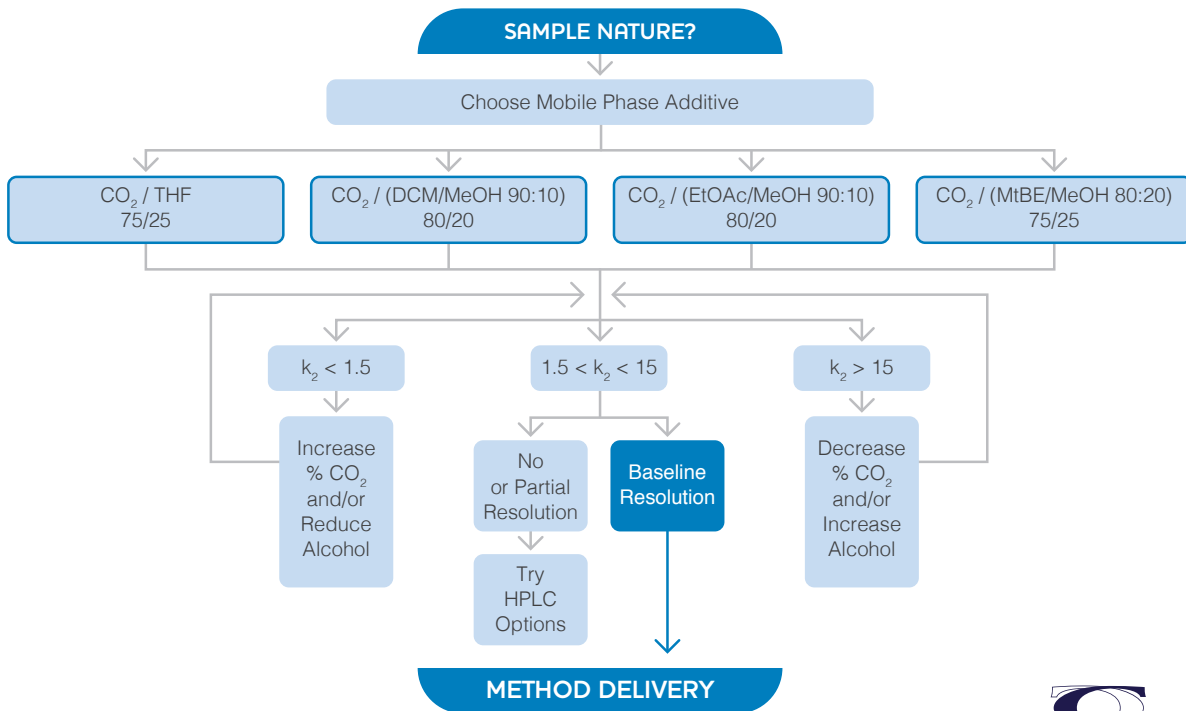 SAMPLE NATURE?
Choose Mobile Phase Additive
CO₂ / THF
75/25
CO₂ / (DCM/MeOH 90:10)
80/20
CO₂ / (EtOAc/MeOH 90:10)
80/20
CO₂ / (MtBE/MeOH 80:20)
75/25
k₂ < 1.5
1.5 < k₂ < 15
k₂ > 15
Increase
% CO₂
and/or
Reduce
Alcohol
No
or Partial
Resolution
Baseline
Resolution
Decrease
% CO₂
and/or
Increase
Alcohol
Try
HPLC
Options
METHOD DELIVERY